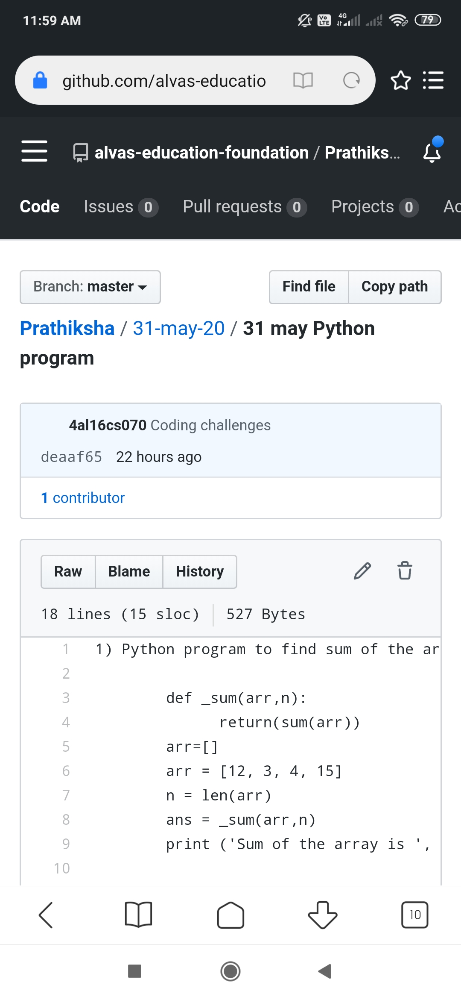 11:59 AM
Vo LTE 4G 79
github.com/alvas-educatio
alvas-education-foundation / Prathiks...
Code Issues 0 Pull requests 0 Projects 0 Ac
Branch: master Find file Copy path
Prathiksha / 31-may-20 / 31 may Python
program
4al16cs070 Coding challenges
deaaf65 22 hours ago
1 contributor
Raw Blame History
18 lines (15 sloc) 527 Bytes
1 1) Python program to find sum of the ar
2
3 def _sum(arr,n):
4 return(sum(arr))
5 arr=[]
6 arr = [12, 3, 4, 15]
7 n = len(arr)
8 ans = _sum(arr,n)
9 print ('Sum of the array is ',
10
10